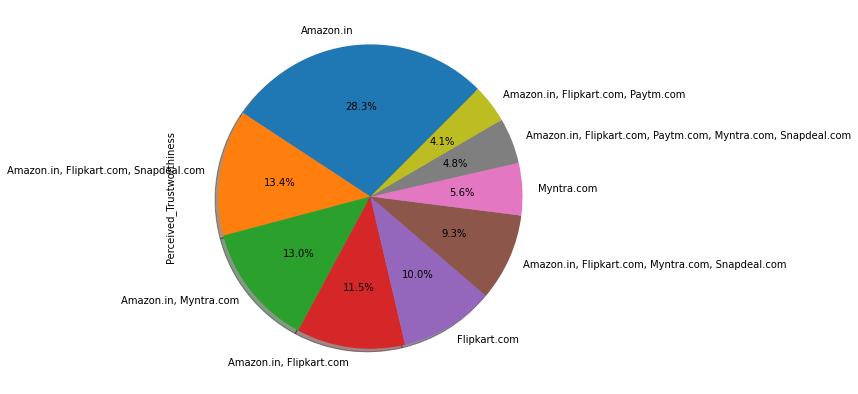 Amazon.in
28.3%
Amazon.in, Flipkart.com, Paytm.com
4.1%
Amazon.in, Flipkart.com, Paytm.com, Myntra.com, Snapdeal.com
4.8%
Amazon.in, Flipkart.com, Snapdeal.com
13.4%
Perceived_Trustworthiness
5.6%
Myntra.com
9.3%
Amazon.in, Flipkart.com, Myntra.com, Snapdeal.com
13.0%
Amazon.in, Myntra.com
11.5%
10.0%
Flipkart.com
Amazon.in, Flipkart.com